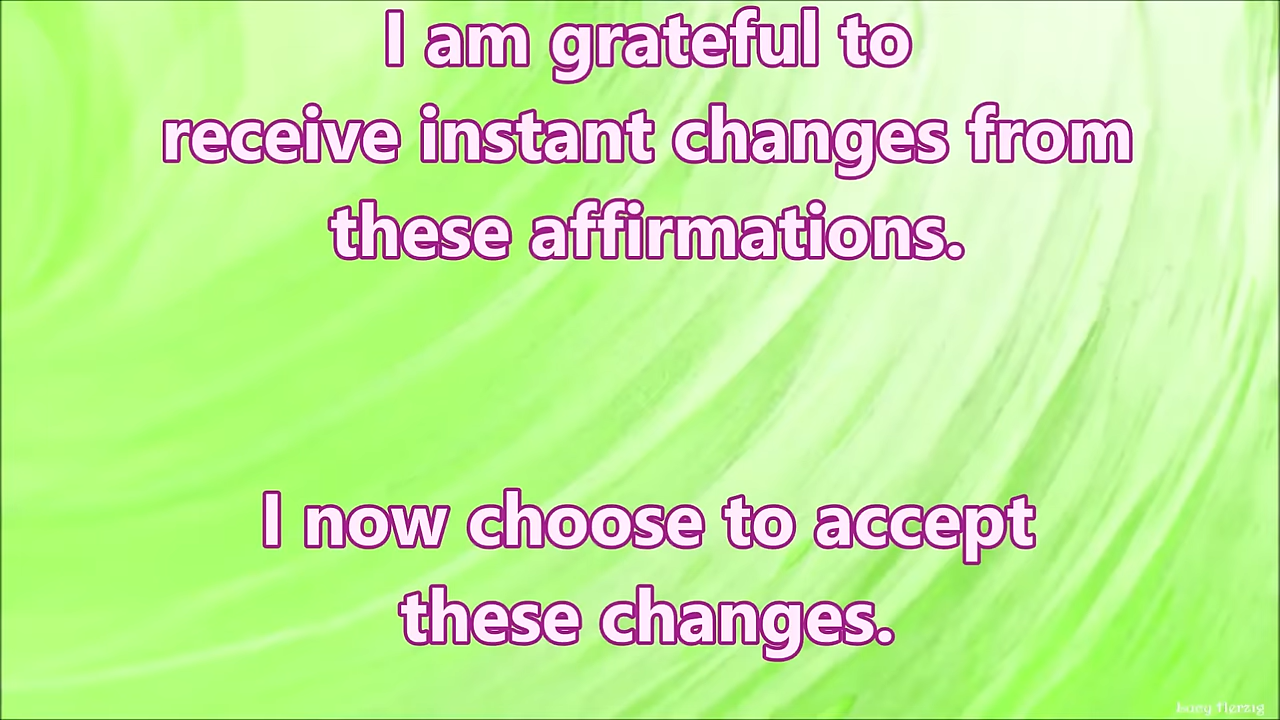 I am grateful to
receive instant changes from
these affirmations.
I now choose to accept
these changes.